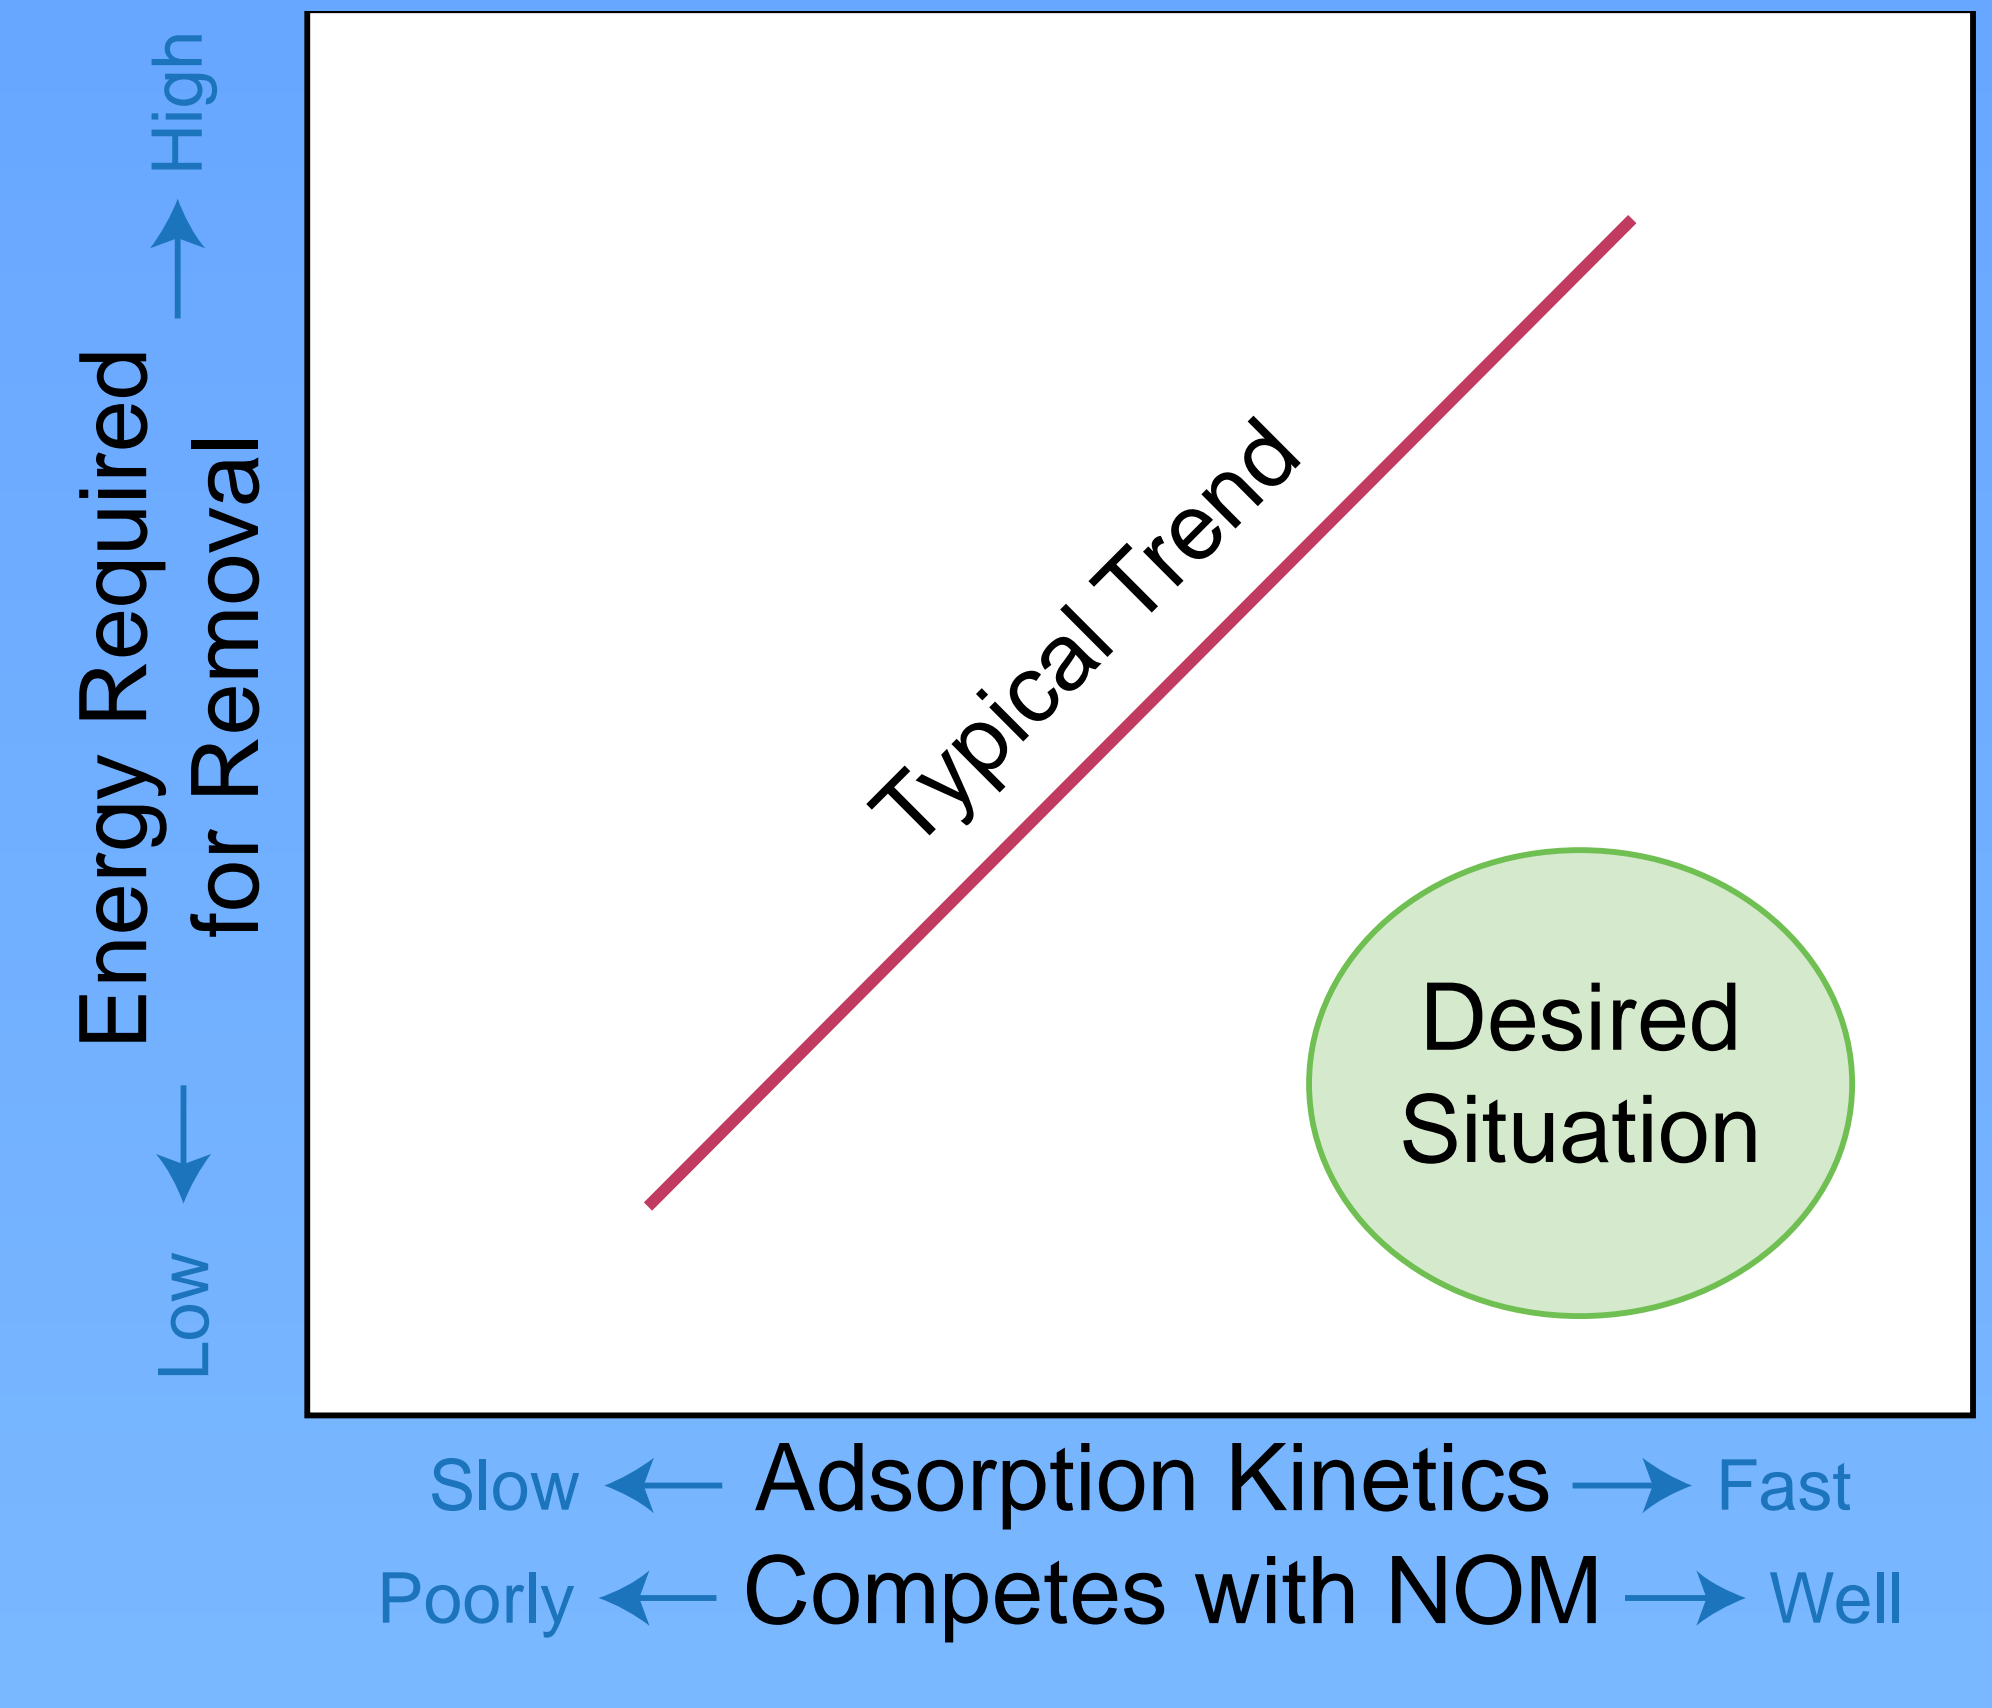 High
Energy Required
for Removal
Low
Typical Trend
Desired
Situation
Slow Adsorption Kinetics Fast
Poorly Competes with NOM Well